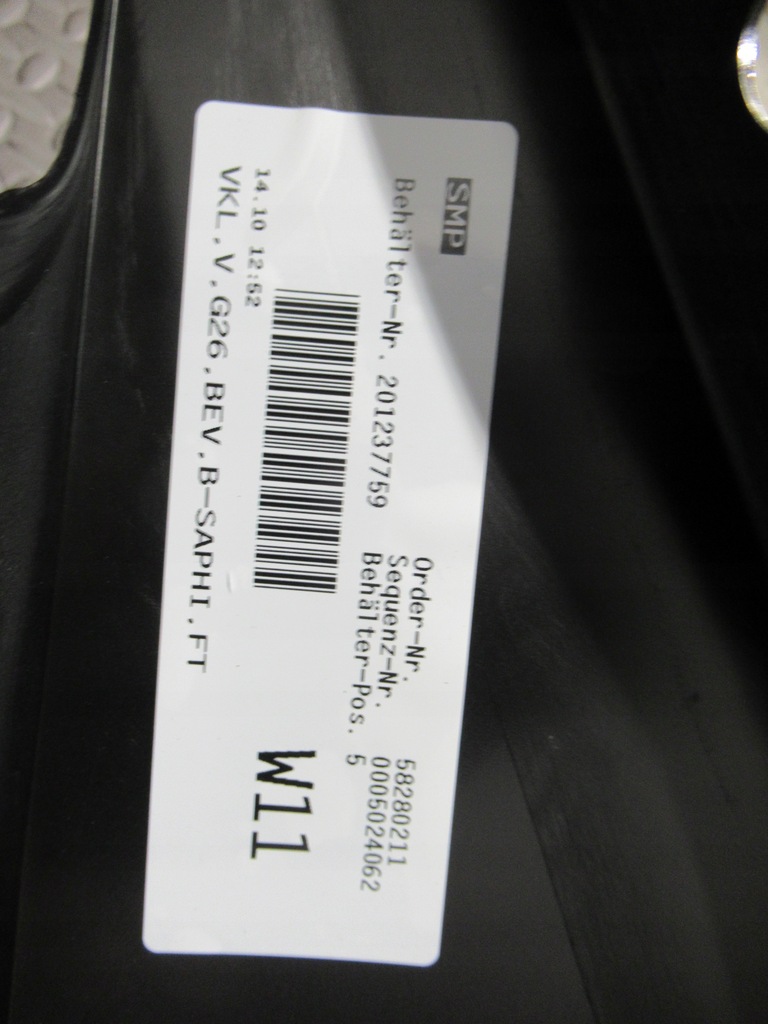 SMP
Behälter-Nr. 201237759
Order-Nr. 58280211
Sequenz-Nr. 0005024062
Behälter-Pos. 5
14.10 12:52
VKL.V.G26.BEV.B-SAPHI.FT
W11